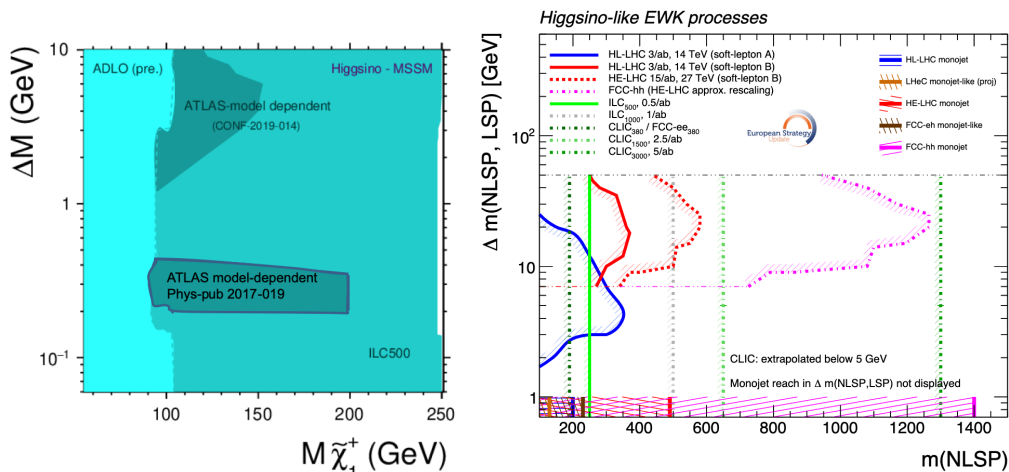 ΔM (GeV)
10
1
10⁻¹
ADLO (pre.)
Higgsino - MSSM
ATLAS-model dependent
(CONF-2019-014)
ATLAS model-dependent
Phys-pub 2017-019
ILC500
100
150
200
250
M χ̃₁⁺ (GeV)
Higgsino-like EWK processes
Δ m(NLSP, LSP) [GeV]
HL-LHC 3/ab, 14 TeV (soft-lepton A)
HL-LHC 3/ab, 14 TeV (soft-lepton B)
HE-LHC 15/ab, 27 TeV (soft-lepton B)
FCC-hh (HE-LHC approx. rescaling)
ILC₅₀₀, 0.5/ab
ILC₁₀₀₀, 1/ab
CLIC₃₈₀ / FCC-ee₃₈₀
CLIC₁₅₀₀, 2.5/ab
CLIC₃₀₀₀, 5/ab
HL-LHC monojet
LHeC monojet-like (proj)
HE-LHC monojet
FCC-eh monojet-like
FCC-hh monojet
European Strategy
Update
10²
10
1
CLIC: extrapolated below 5 GeV
Monojet reach in Δ m(NLSP,LSP) not displayed
200
400
600
800
1000
1200
1400
m(NLSP)